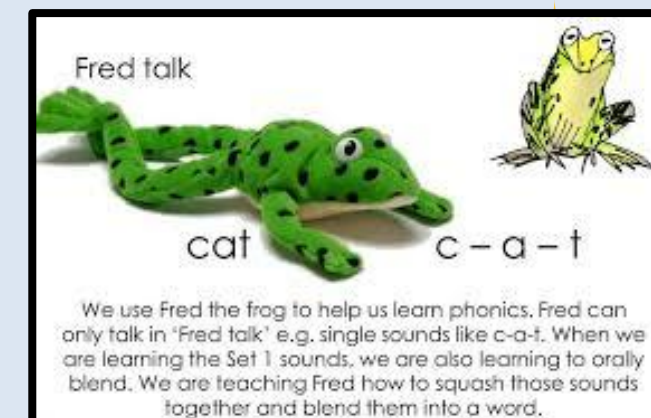 Fred talk
cat c – a – t
We use Fred the frog to help us learn phonics. Fred can
only talk in ‘Fred talk’ e.g. single sounds like c-a-t. When we
are learning the Set 1 sounds, we are also learning to orally
blend. We are teaching Fred how to squash those sounds
together and blend them into a word.